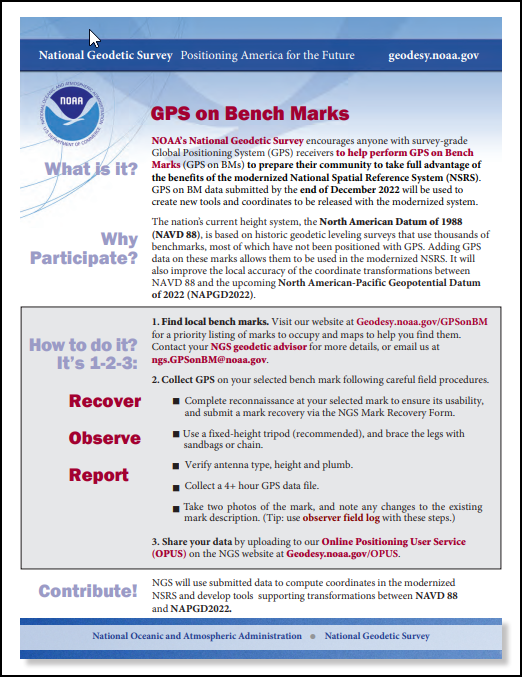 National Geodetic Survey Positioning America for the Future geodesy.noaa.gov
NATIONAL OCEANIC AND ATMOSPHERIC ADMINISTRATION
NOAA
U.S. DEPARTMENT OF COMMERCE
GPS on Bench Marks
What is it?
NOAA's National Geodetic Survey encourages anyone with survey-grade
Global Positioning System (GPS) receivers to help perform GPS on Bench
Marks (GPS on BMs) to prepare their community to take full advantage of
the benefits of the modernized National Spatial Reference System (NSRS).
GPS on BM data submitted by the end of December 2022 will be used to
create new tools and coordinates to be released with the modernized system.
Why
Participate?
The nation's current height system, the North American Datum of 1988
(NAVD 88), is based on historic geodetic leveling surveys that use thousands of
benchmarks, most of which have not been positioned with GPS. Adding GPS
data on these marks allows them to be used in the modernized NSRS. It will
also improve the local accuracy of the coordinate transformations between
NAVD 88 and the upcoming North American-Pacific Geopotential Datum
of 2022 (NAPGD2022).
How to do it?
It's 1-2-3:
Recover
Observe
Report
1. Find local bench marks. Visit our website at Geodesy.noaa.gov/GPSonBM
for a priority listing of marks to occupy and maps to help you find them.
Contact your NGS geodetic advisor for more details, or email us at
ngs.GPSonBM@noaa.gov.
2. Collect GPS on your selected bench mark following careful field procedures.
■ Complete reconnaissance at your selected mark to ensure its usability,
and submit a mark recovery via the NGS Mark Recovery Form.
■ Use a fixed-height tripod (recommended), and brace the legs with
sandbags or chain.
■ Verify antenna type, height and plumb.
■ Collect a 4+ hour GPS data file.
■ Take two photos of the mark, and note any changes to the existing
mark description. (Tip: use observer field log with these steps.)
3. Share your data by uploading to our Online Positioning User Service
(OPUS) on the NGS website at Geodesy.noaa.gov/OPUS.
Contribute!
NGS will use submitted data to compute coordinates in the modernized
NSRS and develop tools supporting transformations between NAVD 88
and NAPGD2022.
National Oceanic and Atmospheric Administration ● National Geodetic Survey